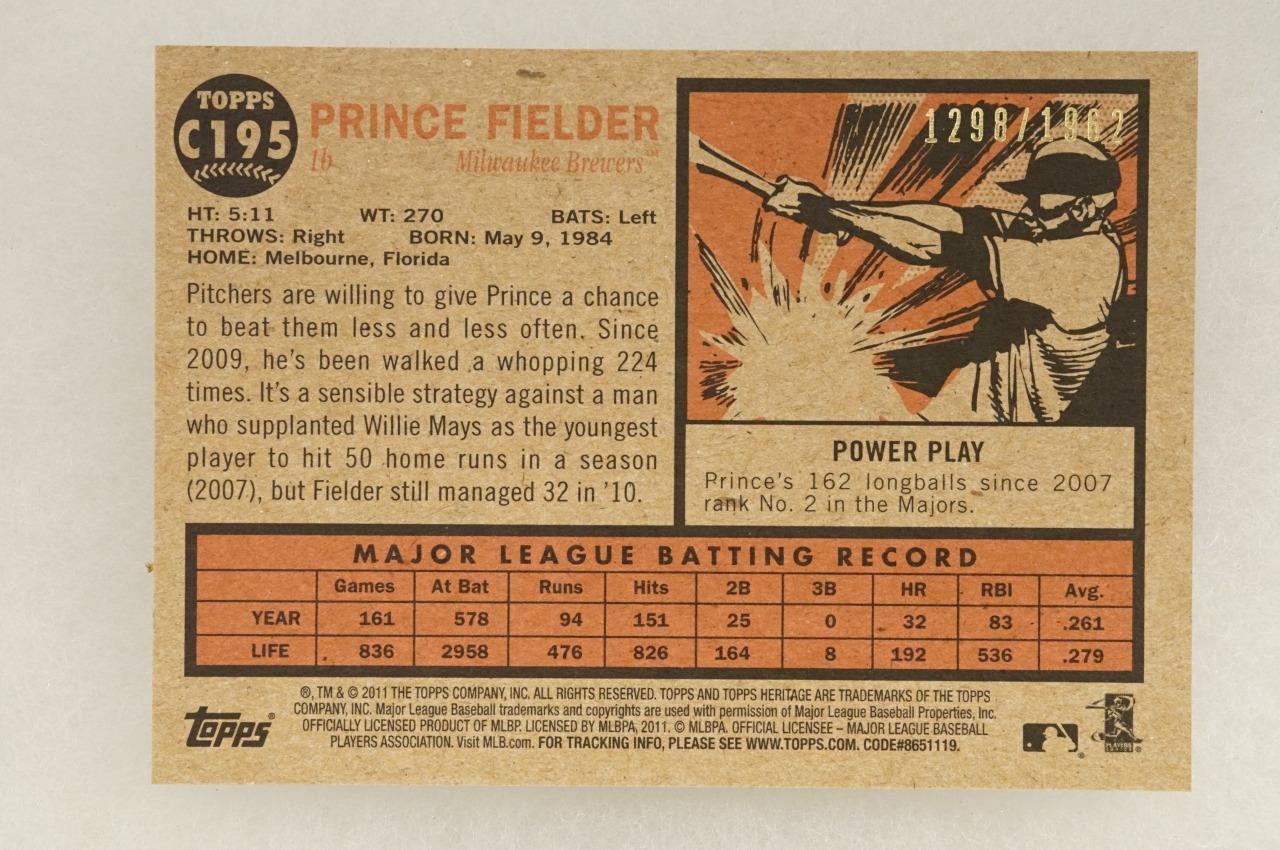 TOPPS
C195
PRINCE FIELDER
1b Milwaukee Brewers™
HT: 5:11 WT: 270 BATS: Left
THROWS: Right BORN: May 9, 1984
HOME: Melbourne, Florida
Pitchers are willing to give Prince a chance
to beat them less and less often. Since
2009, he's been walked a whopping 224
times. It's a sensible strategy against a man
who supplanted Willie Mays as the youngest
player to hit 50 home runs in a season
(2007), but Fielder still managed 32 in '10.
1298/1962
POWER PLAY
Prince's 162 longballs since 2007
rank No. 2 in the Majors.
MAJOR LEAGUE BATTING RECORD
Games At Bat Runs Hits 2B 3B HR RBI Avg.
YEAR 161 578 94 151 25 0 32 83 .261
LIFE 836 2958 476 826 164 8 192 536 .279
®, TM & © 2011 THE TOPPS COMPANY, INC. ALL RIGHTS RESERVED. TOPPS AND TOPPS HERITAGE ARE TRADEMARKS OF THE TOPPS
COMPANY, INC. Major League Baseball trademarks and copyrights are used with permission of Major League Baseball Properties, Inc.
OFFICIALLY LICENSED PRODUCT OF MLBP. LICENSED BY MLBPA, 2011. © MLBPA. OFFICIAL LICENSEE – MAJOR LEAGUE BASEBALL
PLAYERS ASSOCIATION. Visit MLB.com. FOR TRACKING INFO, PLEASE SEE WWW.TOPPS.COM. CODE#8651119.
Topps®